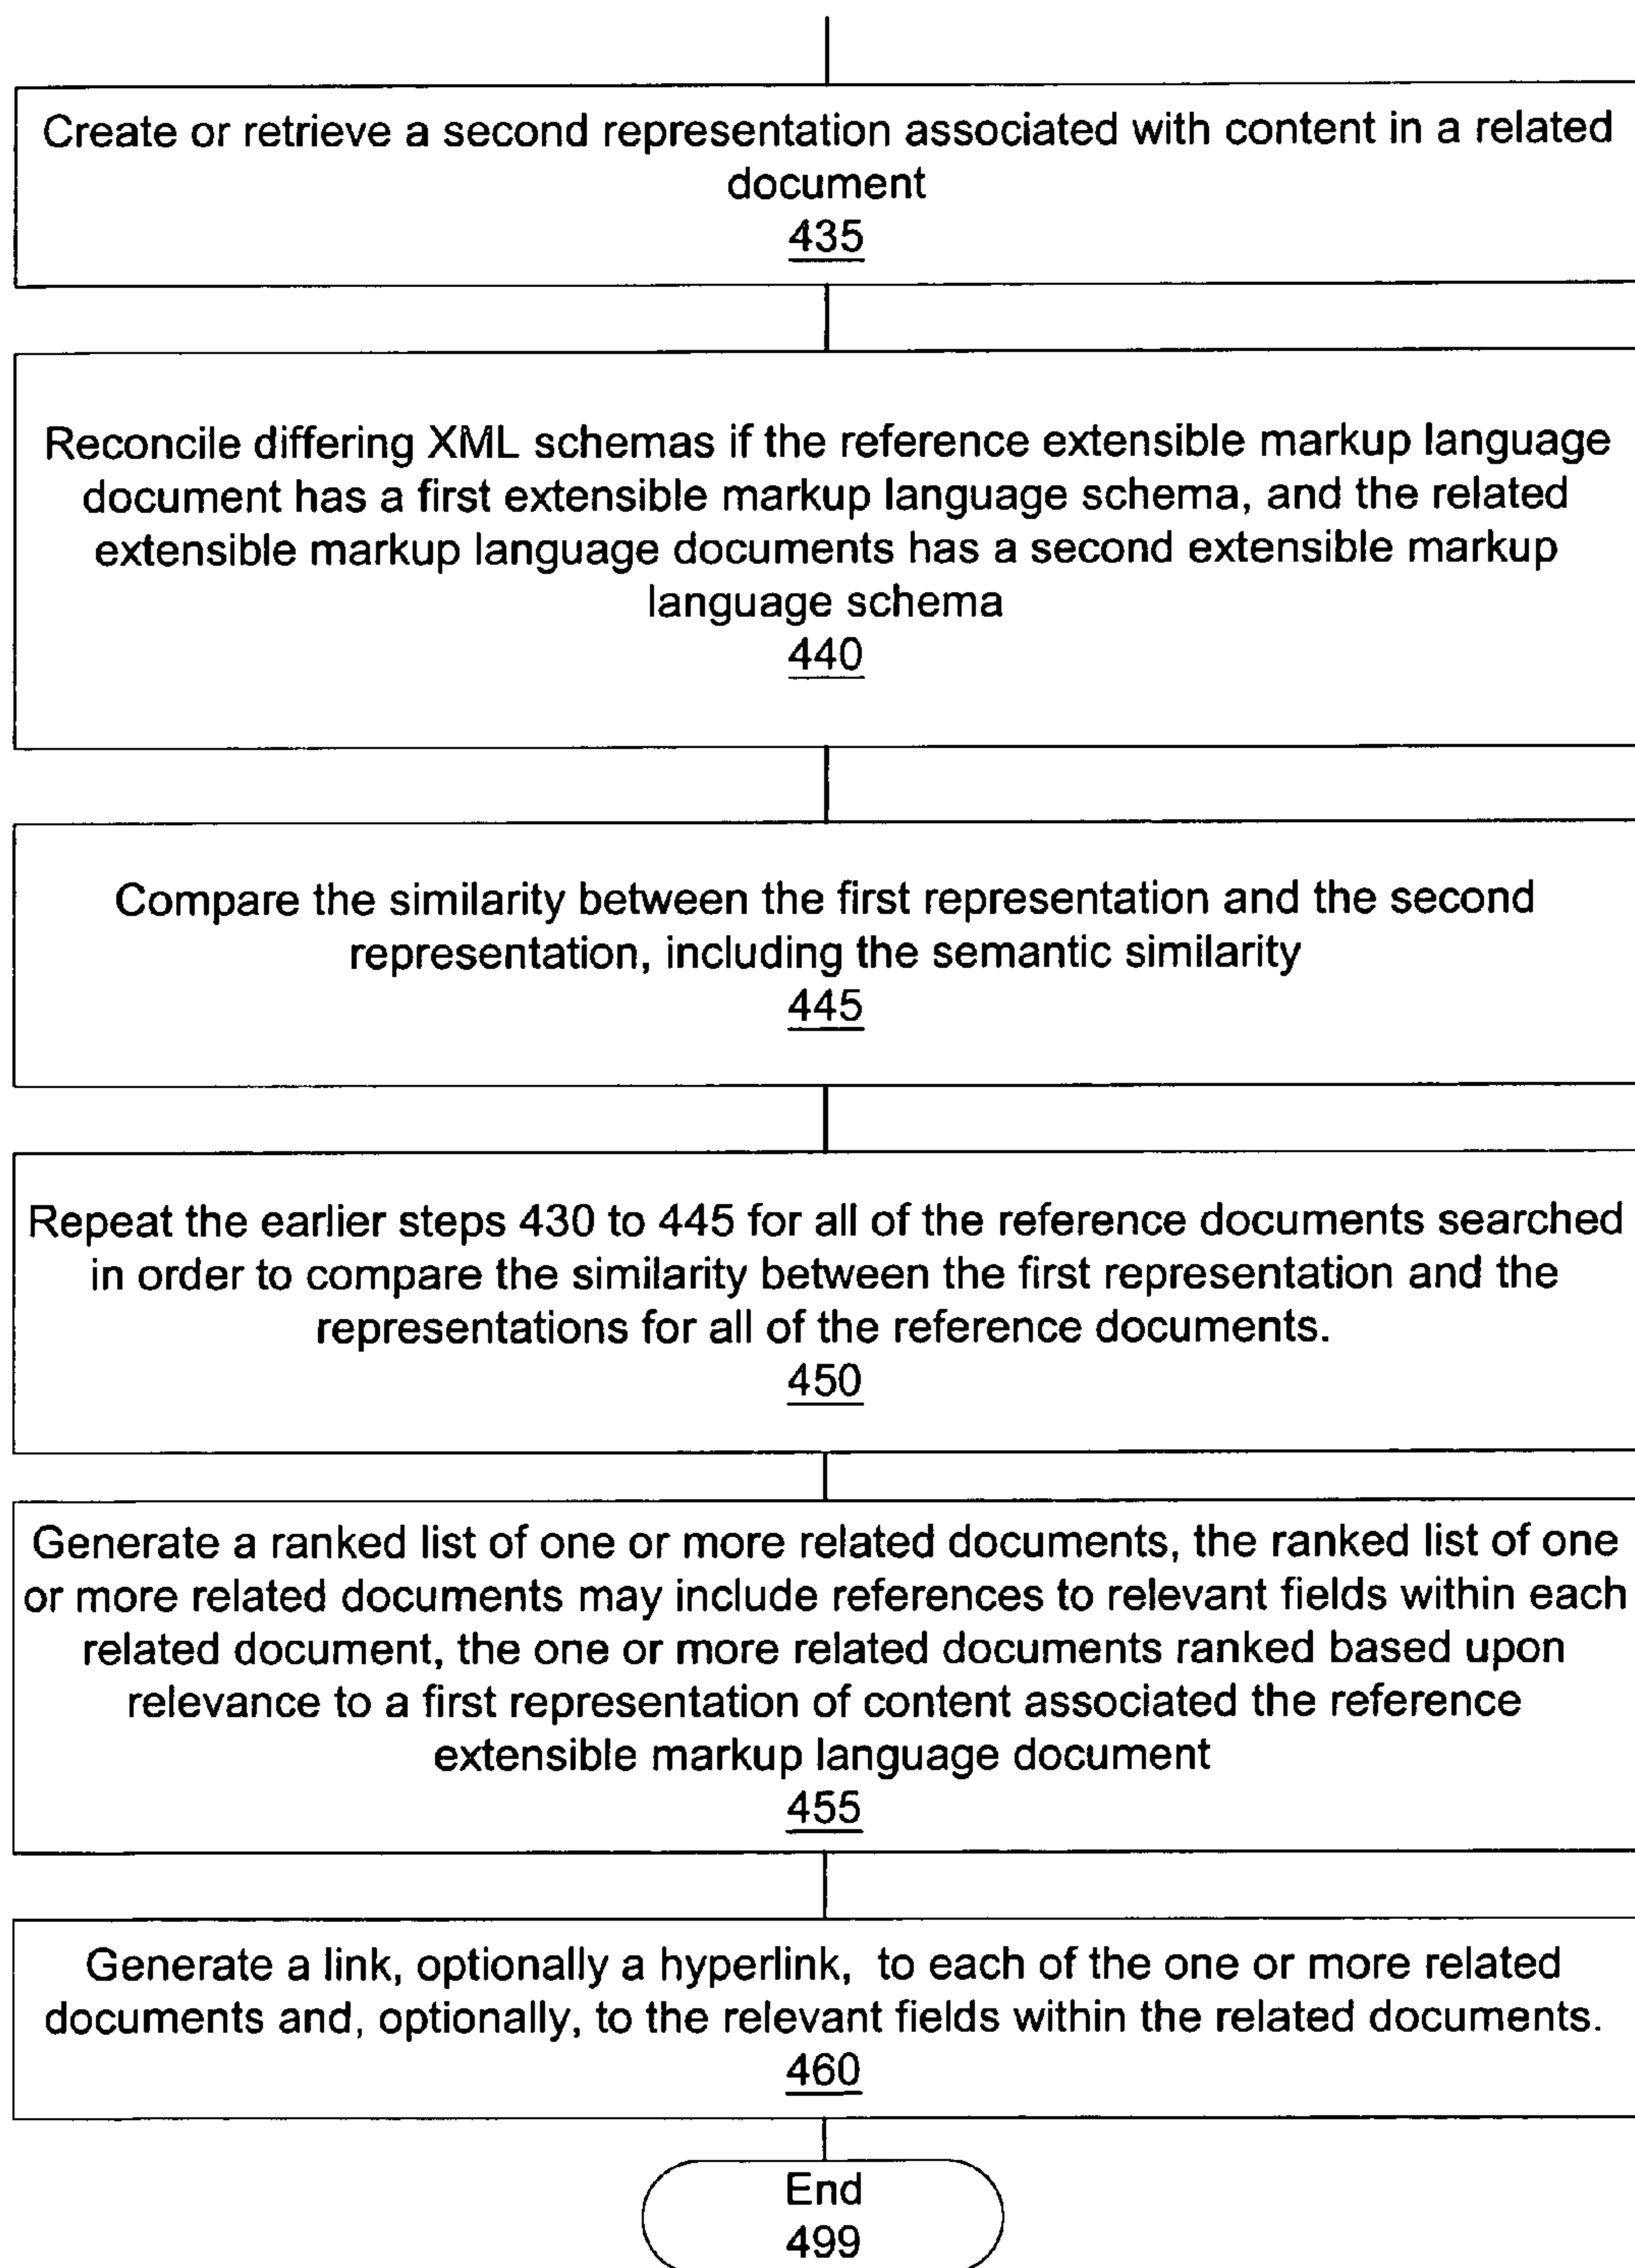 Create or retrieve a second representation associated with content in a related
document
435
Reconcile differing XML schemas if the reference extensible markup language
document has a first extensible markup language schema, and the related
extensible markup language documents has a second extensible markup
language schema
440
Compare the similarity between the first representation and the second
representation, including the semantic similarity
445
Repeat the earlier steps 430 to 445 for all of the reference documents searched
in order to compare the similarity between the first representation and the
representations for all of the reference documents.
450
Generate a ranked list of one or more related documents, the ranked list of one
or more related documents may include references to relevant fields within each
related document, the one or more related documents ranked based upon
relevance to a first representation of content associated the reference
extensible markup language document
455
Generate a link, optionally a hyperlink,  to each of the one or more related
documents and, optionally, to the relevant fields within the related documents.
460
End
499